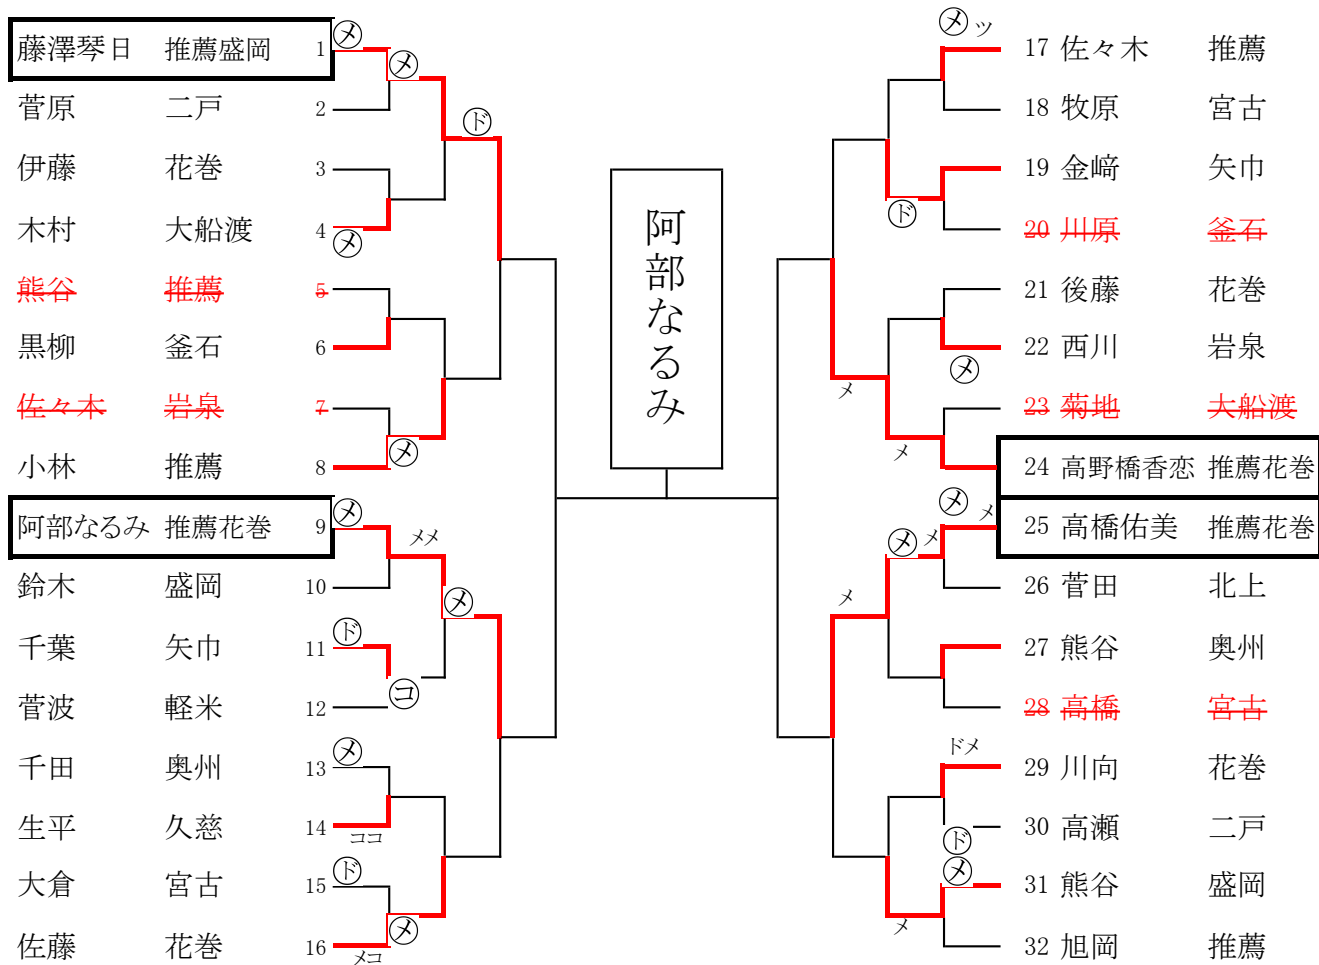 藤澤琴日 推薦盛岡 1 メ
メ
菅原 二戸 2
ド
伊藤 花巻 3
木村 大船渡 4 メ
熊谷 推薦 5
黒柳 釜石 6
佐々木 岩泉 7
メ
小林 推薦 8
阿部なるみ 推薦花巻 9 メ
メメ
鈴木 盛岡 10
メ
千葉 矢巾 11 ド
コ
菅波 軽米 12
千田 奥州 13 メ
生平 久慈 14
ココ
大倉 宮古 15 ド
メ
佐藤 花巻 16
メコ
阿部なるみ
メツ
17 佐々木 推薦
18 牧原 宮古
19 金﨑 矢巾
ド
20 川原 釜石
21 後藤 花巻
22 西川 岩泉
メ
メ
23 菊地 大船渡
メ
24 高野橋香恋 推薦花巻
メメ
25 高橋佑美 推薦花巻
メメ
26 菅田 北上
メ
27 熊谷 奥州
28 高橋 宮古
ドメ
29 川向 花巻
30 高瀬 二戸
ド
メ
31 熊谷 盛岡
メ
32 旭岡 推薦